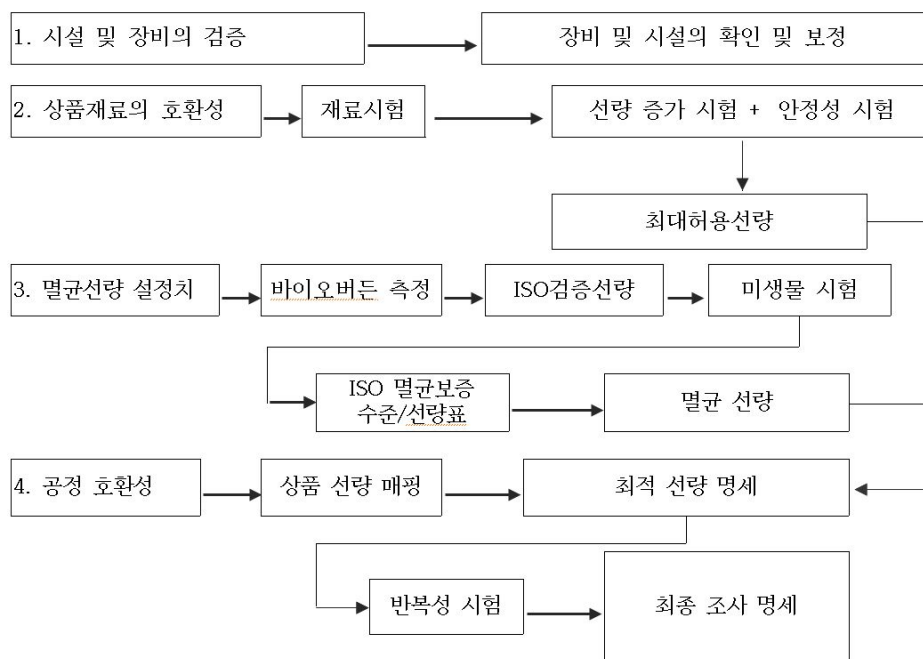 1. 시설 및 장비의 검증
장비 및 시설의 확인 및 보정
2. 상품재료의 호환성
재료시험
선량 증가 시험 + 안정성 시험
최대허용선량
3. 멸균선량 설정치
바이오버든 측정
ISO검증선량
미생물 시험
ISO 멸균보증
수준/선량표
멸균 선량
4. 공정 호환성
상품 선량 매핑
최적 선량 명세
반복성 시험
최종 조사 명세